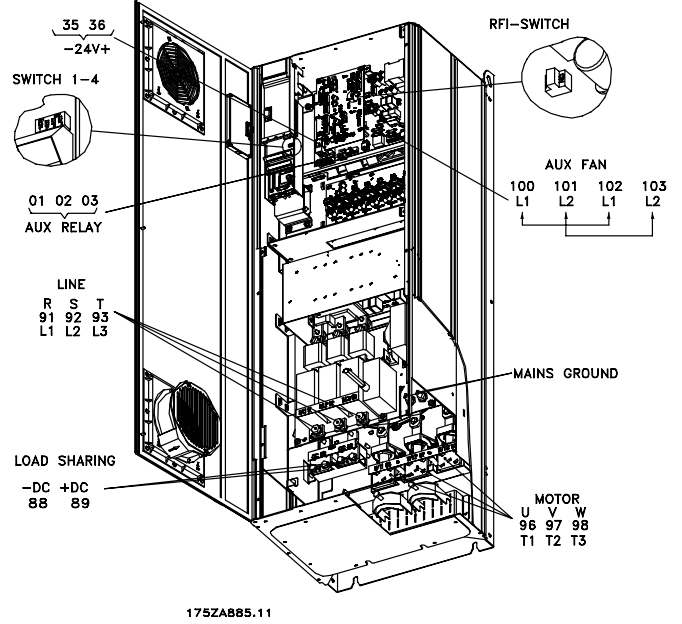 35 36
−24V+
RFI-SWITCH
SWITCH 1-4
AUX FAN
100 101 102 103
L1 L2 L1 L2
01 02 03
AUX RELAY
LINE
R S T
91 92 93
L1 L2 L3
MAINS GROUND
LOAD SHARING
-DC +DC
88 89
MOTOR
U V W
96 97 98
T1 T2 T3
175ZA885.11